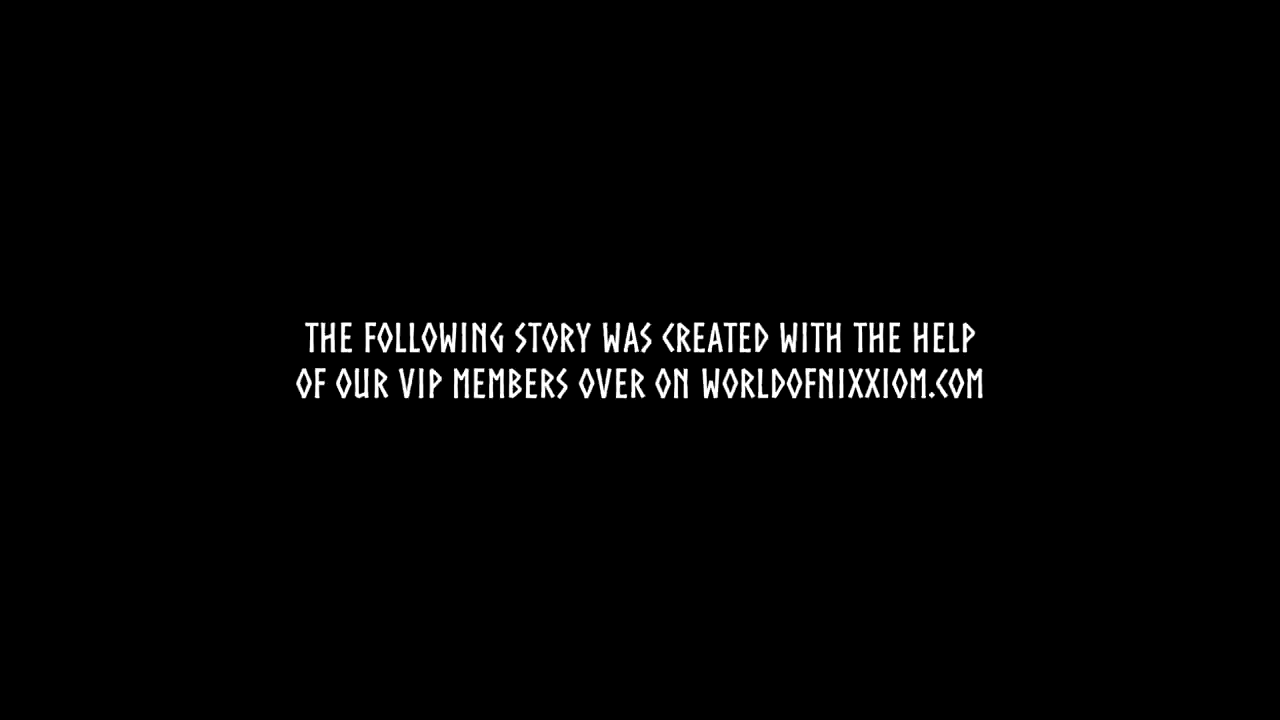 THE FOLLOWING STORY WAS CREATED WITH THE HELP
OF OUR VIP MEMBERS OVER ON WORLDOFNIXXIOM.COM